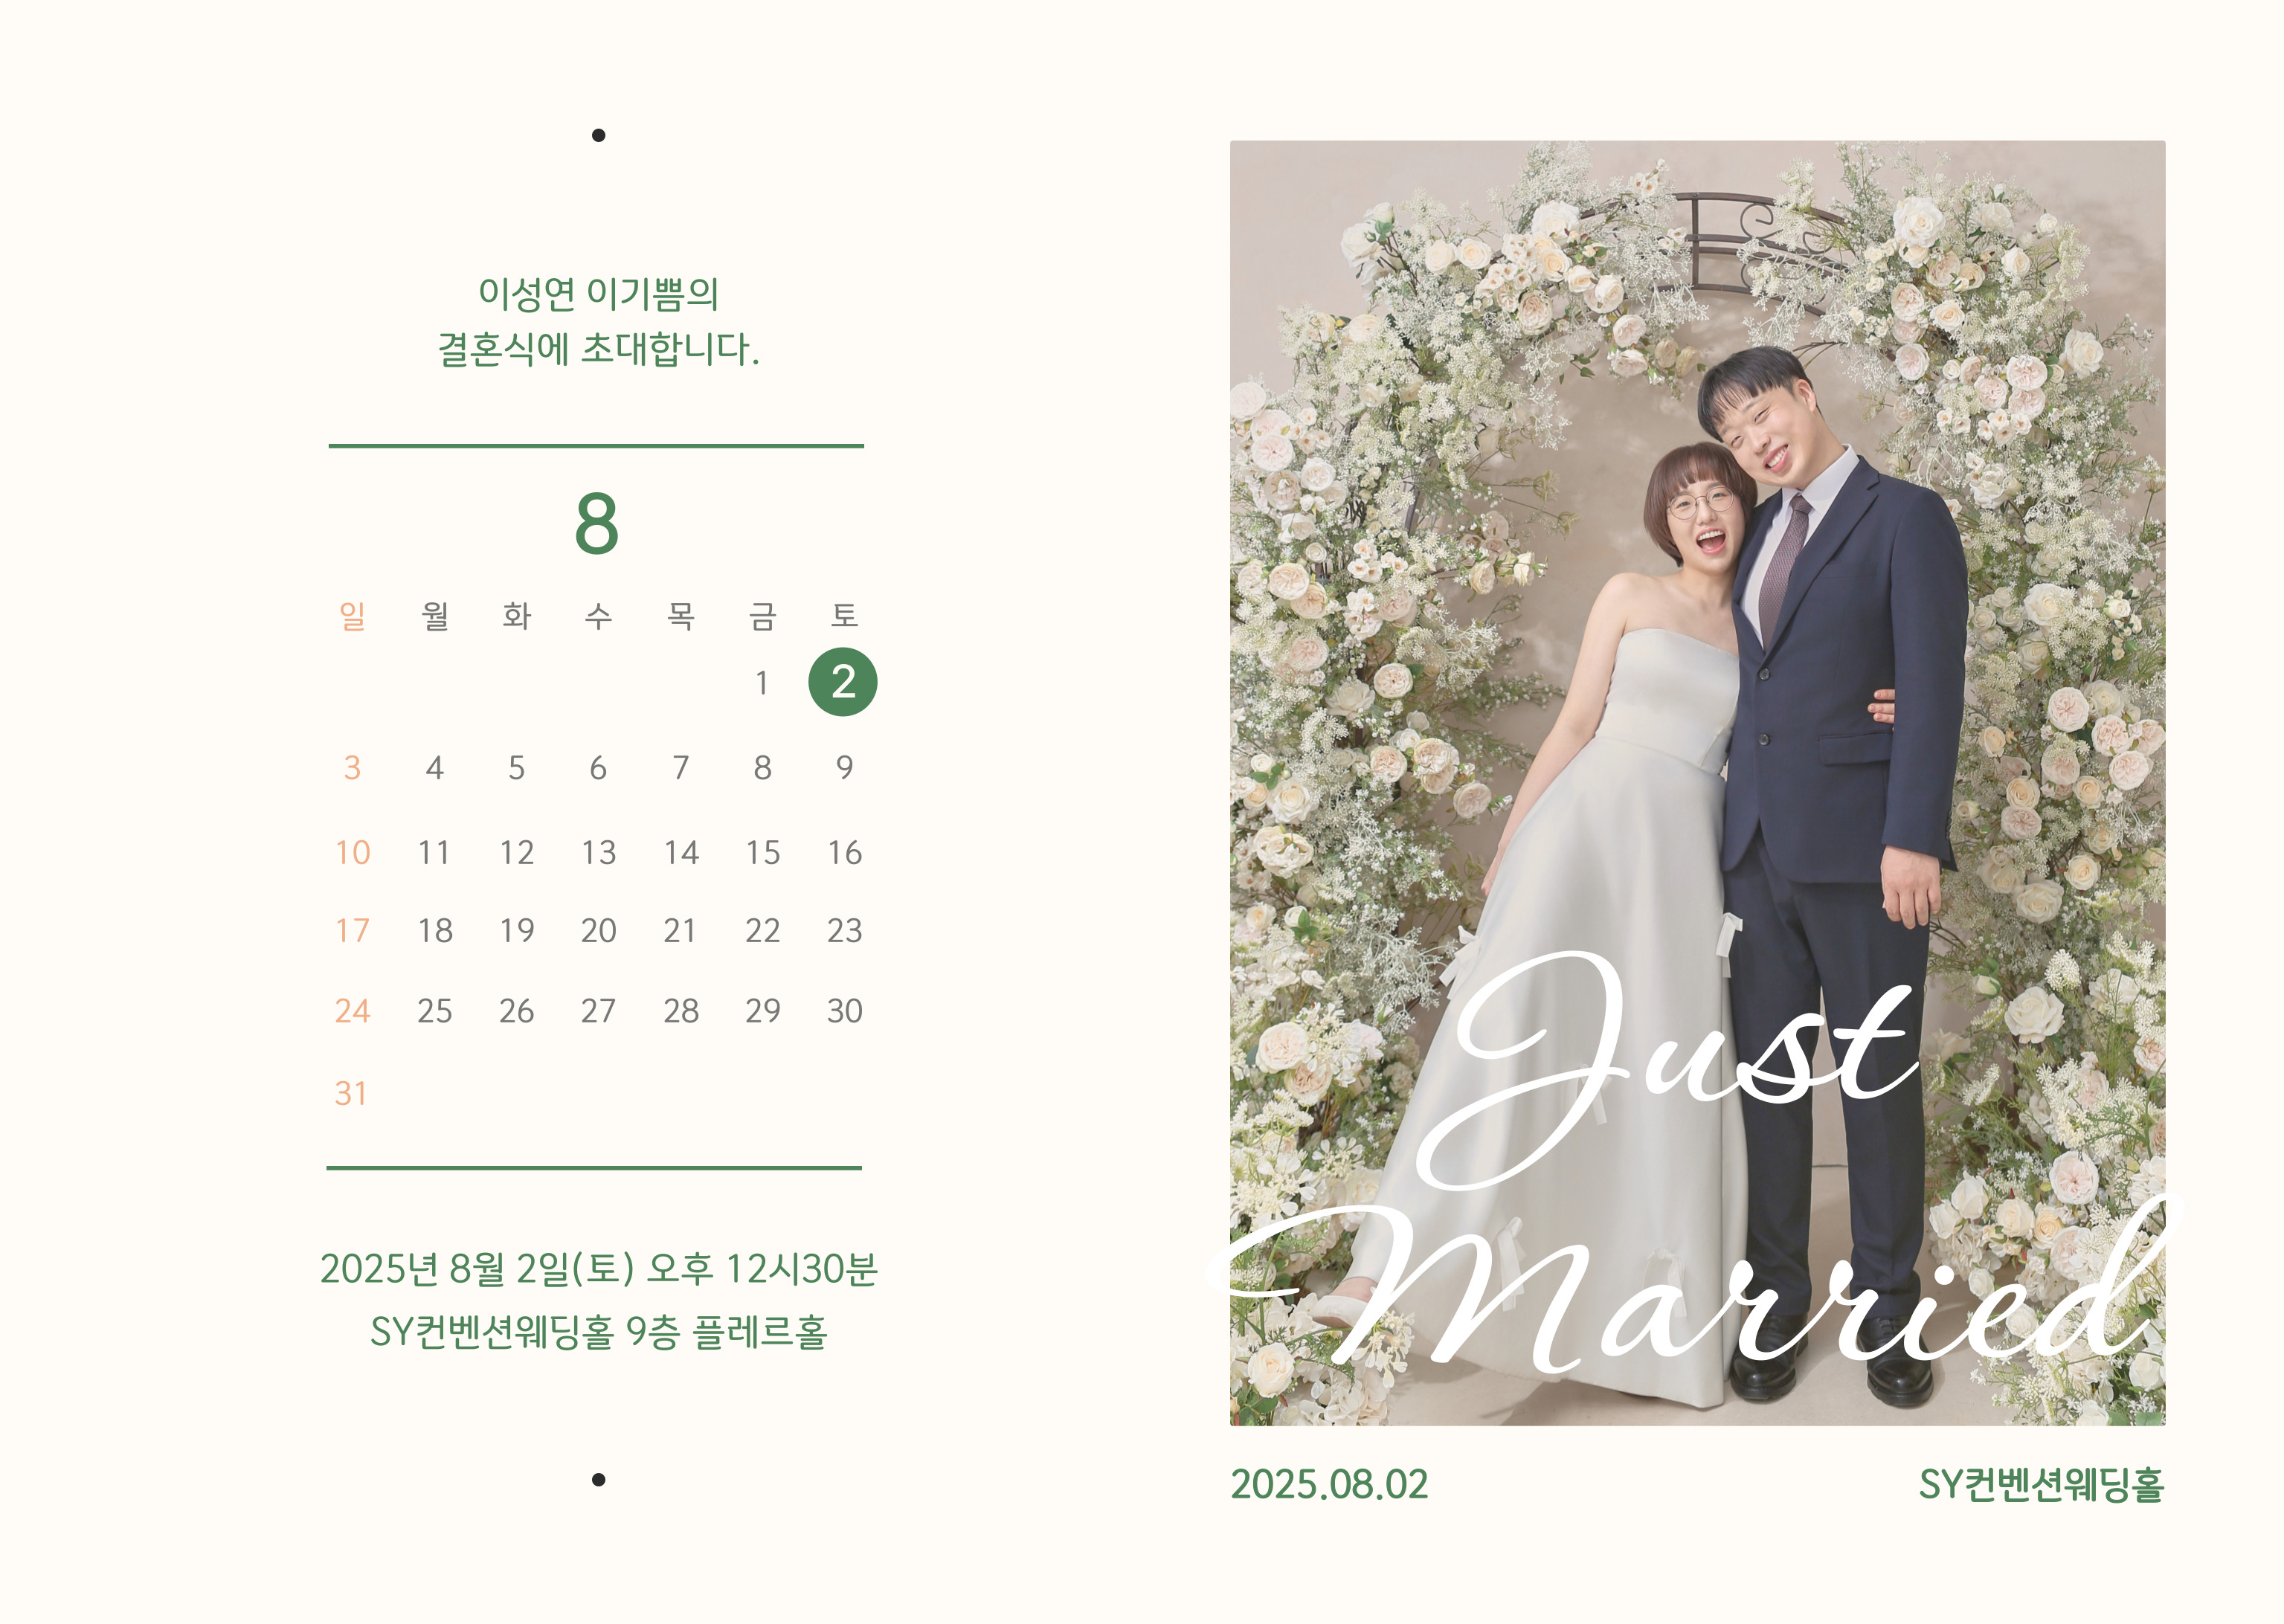 이성연 이기쁨의
결혼식에 초대합니다.
8
일 월 화 수 목 금 토
1 2
3 4 5 6 7 8 9
10 11 12 13 14 15 16
17 18 19 20 21 22 23
24 25 26 27 28 29 30
31
2025년 8월 2일(토) 오후 12시30분
SY컨벤션웨딩홀 9층 플레르홀
Just
Married
2025.08.02 SY컨벤션웨딩홀